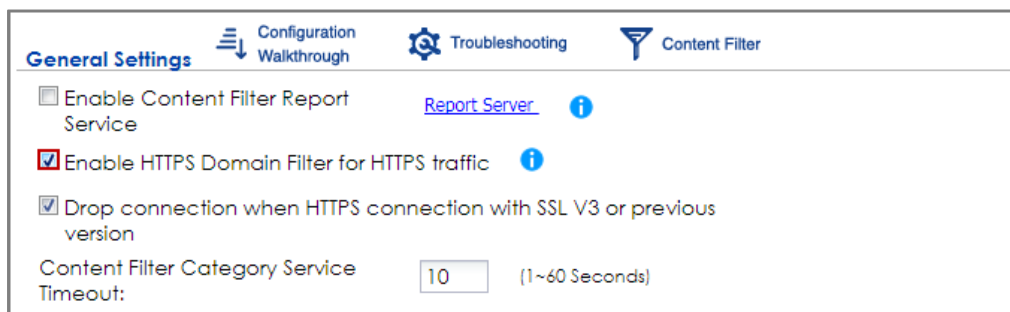 Configuration
Walkthrough
Troubleshooting
Content Filter
General Settings
Enable Content Filter Report
Service
Report Server
Enable HTTPS Domain Filter for HTTPS traffic
Drop connection when HTTPS connection with SSL V3 or previous
version
Content Filter Category Service
Timeout:
10
(1~60 Seconds)